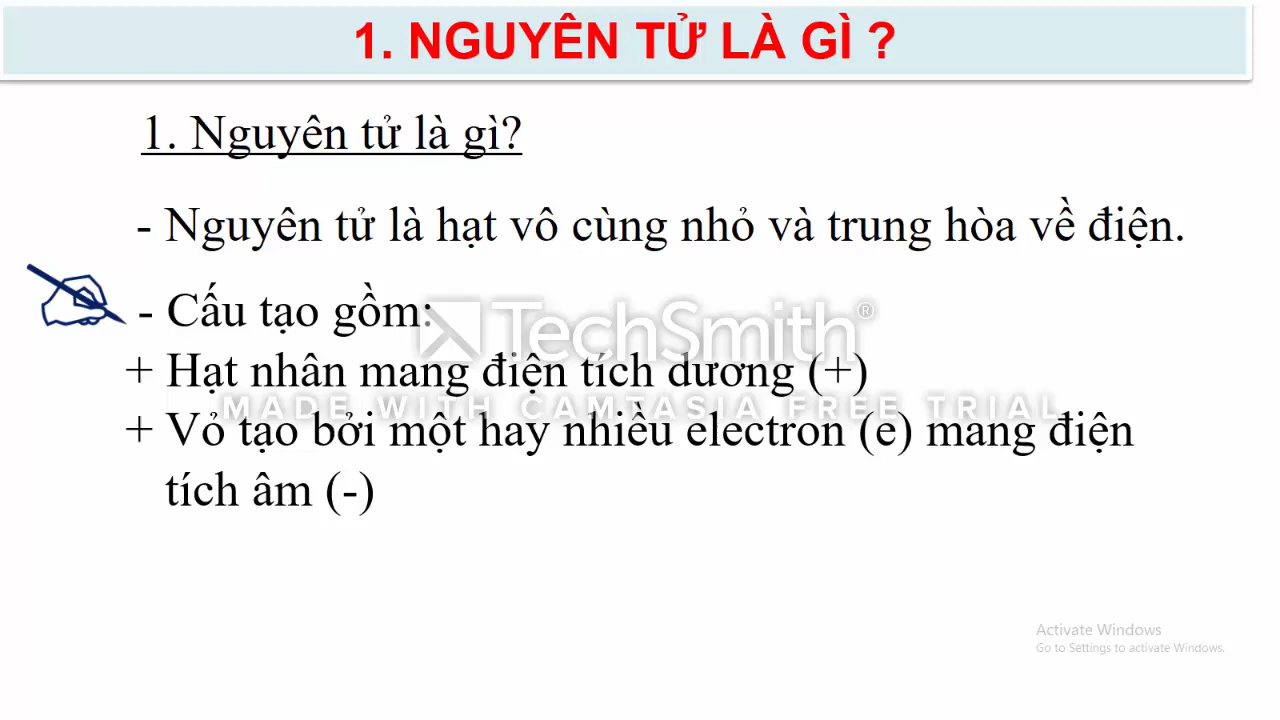 1. NGUYÊN TỬ LÀ GÌ ?
1. Nguyên tử là gì?
- Nguyên tử là hạt vô cùng nhỏ và trung hòa về điện.
- Cấu tạo gồm:
TechSmith®
+ Hạt nhân mang điện tích dương (+)
MADE WITH CAMTASIA FREE TRIAL
+ Vỏ tạo bởi một hay nhiều electron (e) mang điện
tích âm (-)
Activate Windows
Go to Settings to activate Windows.